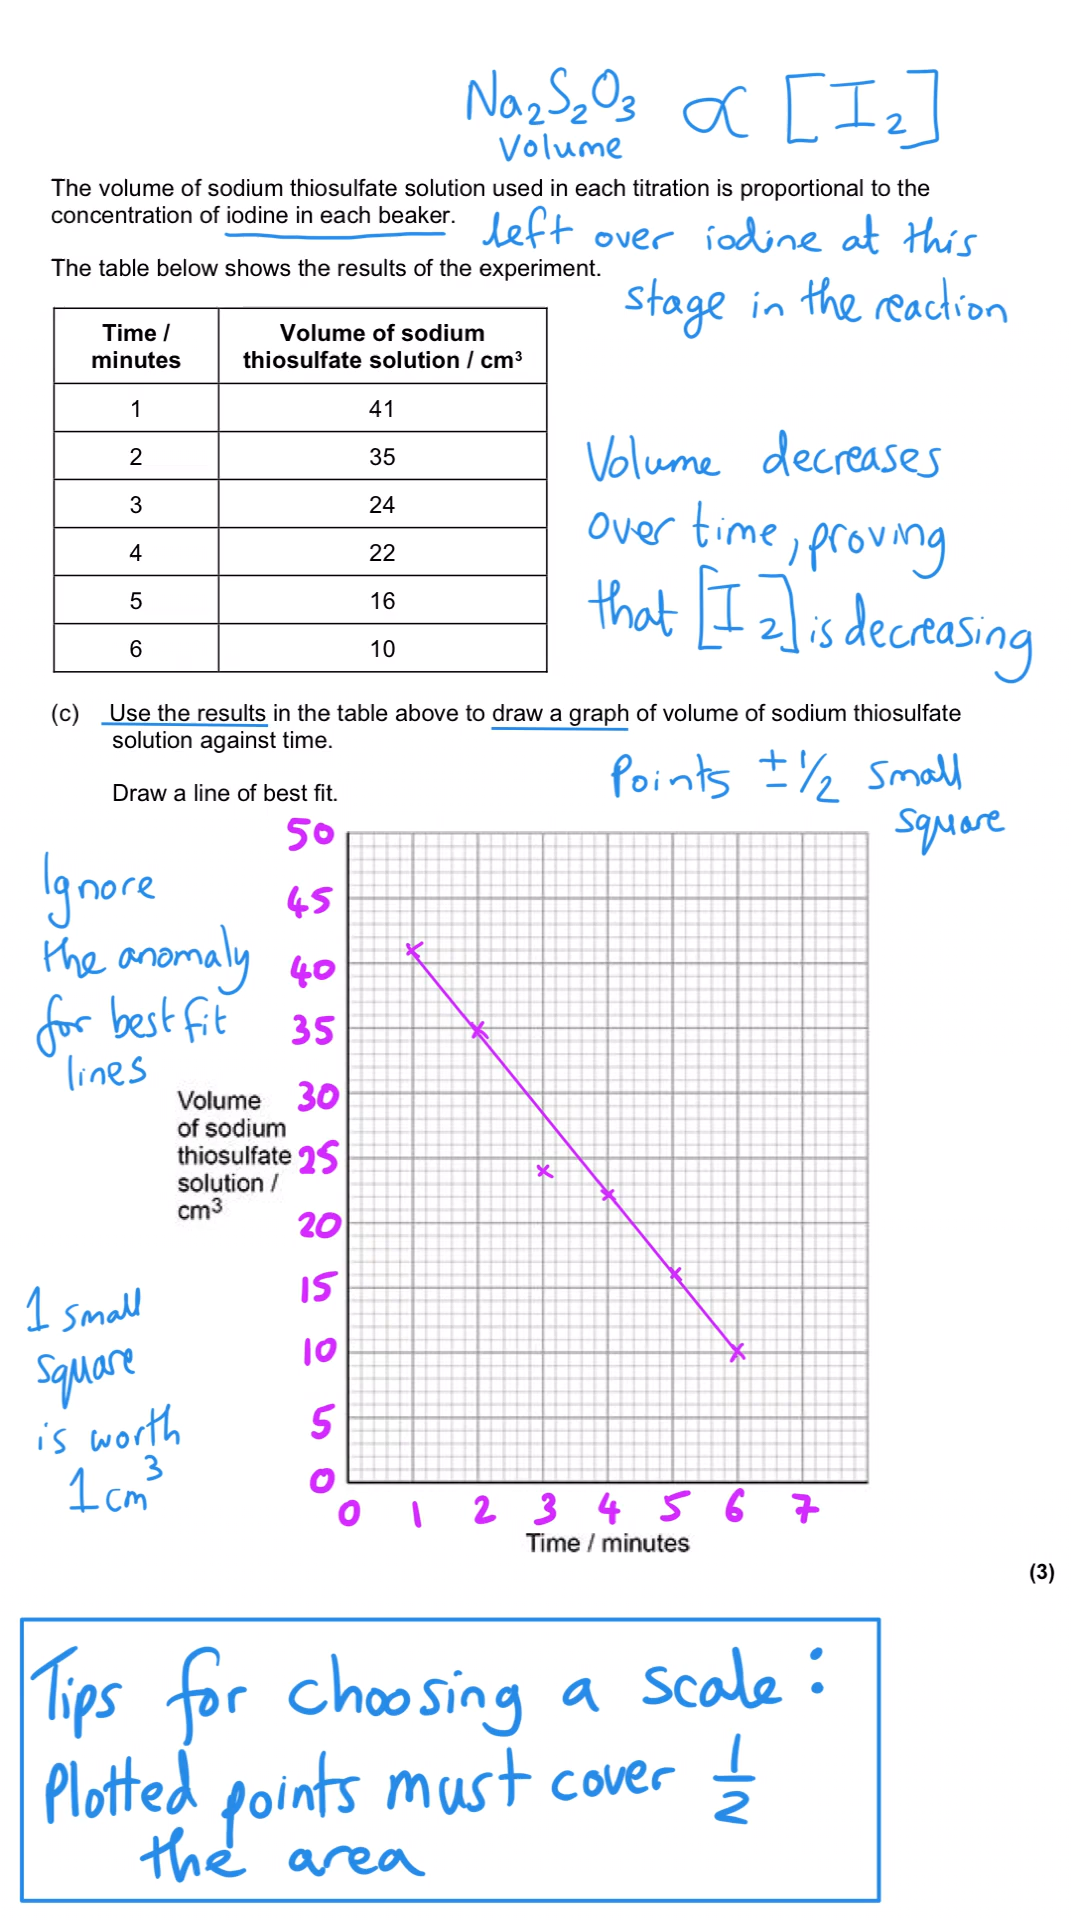 Na₂S₂O₃ ∝ [I₂]
Volume
The volume of sodium thiosulfate solution used in each titration is proportional to the
concentration of iodine in each beaker.
left over iodine at this
stage in the reaction
The table below shows the results of the experiment.
Time / minutes | Volume of sodium thiosulfate solution / cm³
1 | 41
2 | 35
3 | 24
4 | 22
5 | 16
6 | 10
Volume decreases
over time, proving
that [I₂] is decreasing
(c) Use the results in the table above to draw a graph of volume of sodium thiosulfate
solution against time.
Draw a line of best fit.
Points ± 1/2 small
square
Ignore
the anomaly
for best fit
lines
1 small
square
is worth
1cm³
Volume
of sodium
thiosulfate
solution /
cm³
50
45
40
35
30
25
20
15
10
5
0
0 1 2 3 4 5 6 7
Time / minutes
(3)
Tips for choosing a scale:
Plotted points must cover 1/2
the area